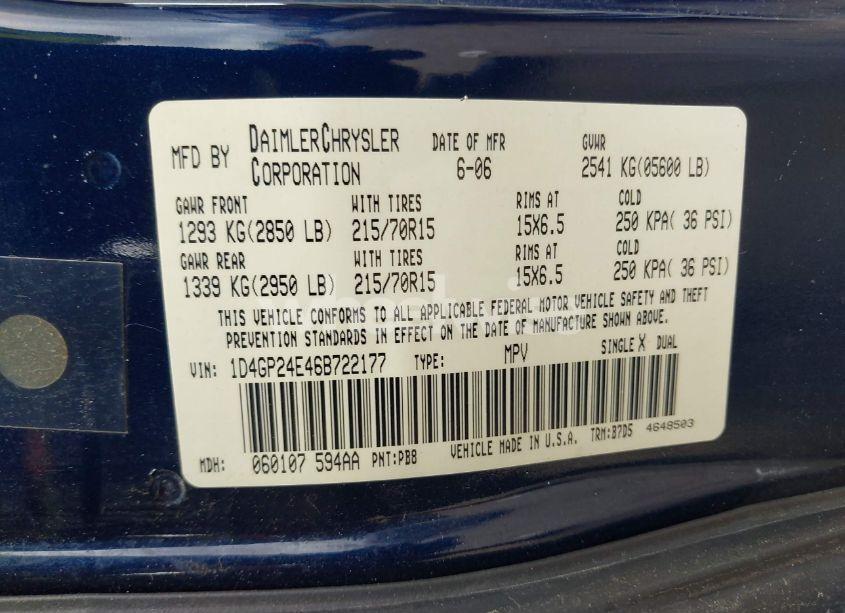 MFD BY DAIMLERCHRYSLER CORPORATION DATE OF MFR 6-06 GVWR 2541 KG(05600 LB)
GAWR FRONT WITH TIRES RIMS AT COLD
1293 KG(2850 LB) 215/70R15 15X6.5 250 KPA( 36 PSI)
GAWR REAR WITH TIRES RIMS AT COLD
1339 KG(2950 LB) 215/70R15 15X6.5 250 KPA( 36 PSI)
THIS VEHICLE CONFORMS TO ALL APPLICABLE FEDERAL MOTOR VEHICLE SAFETY AND THEFT
PREVENTION STANDARDS IN EFFECT ON THE DATE OF MANUFACTURE SHOWN ABOVE.
VIN: 1D4GP24E46B722177 TYPE: MPV SINGLE X DUAL
MDH: 060107 594AA PNT:PB8 VEHICLE MADE IN U.S.A. TRM:B7D5 4648503